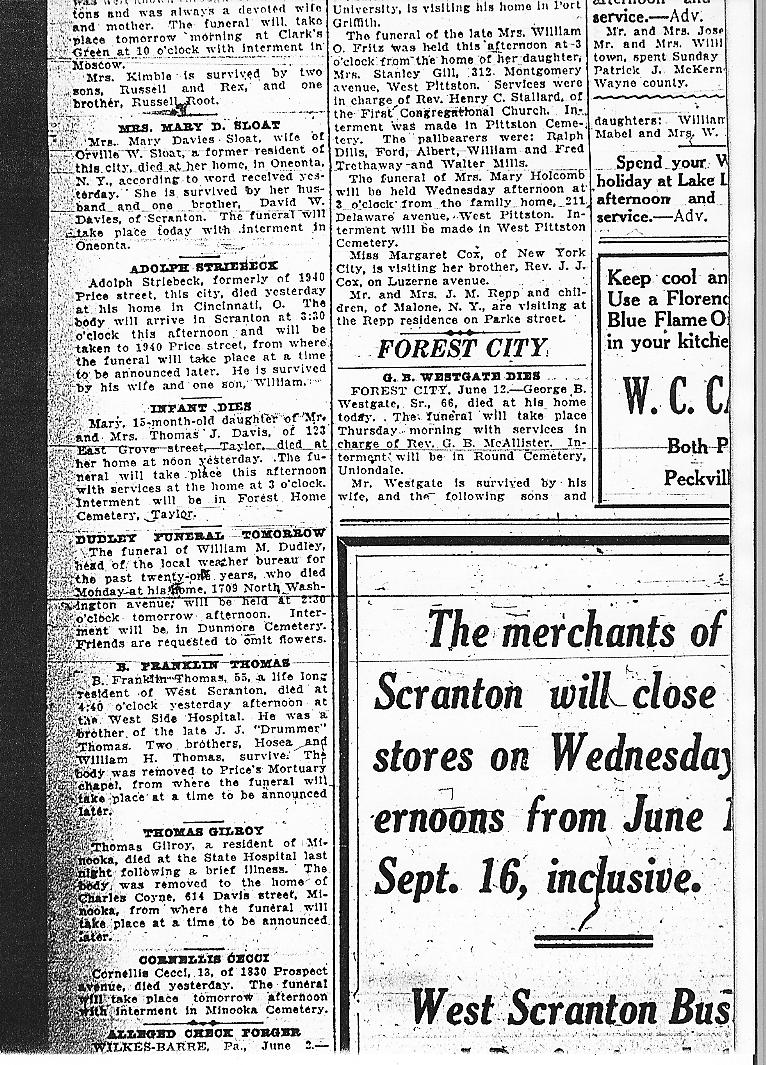 tons and was always a devoted wife
and mother. The funeral will take
place tomorrow morning at Clark's
Green at 10 o'clock with interment in
Moscow.
Mrs. Kimble is survived by two
sons, Russell and Rex, and one
brother, Russell Root.
MRS. MARY D. SLOAT
Mrs. Mary Davies Sloat, wife of
Orville W. Sloat, a former resident of
this city, died at her home, in Oneonta,
N. Y., according to word received yes-
terday. She is survived by her hus-
band and one brother, David W.
Davies, of Scranton. The funeral will
take place today with interment in
Oneonta.
ADOLPH STRIEBECK
Adolph Striebeck, formerly of 1940
Price street, this city, died yesterday
at his home in Cincinnati, O. The
body will arrive in Scranton at 3:30
o'clock this afternoon and will be
taken to 1940 Price street, from where
the funeral will take place at a time
to be announced later. He is survived
by his wife and one son, William.
INFANT DIES
Mary, 15-month-old daughter of Mr.
and Mrs. Thomas J. Davis, of 123
East Grove street, Taylor, died at
her home at noon yesterday. The fu-
neral will take place this afternoon
with services at the home at 3 o'clock.
Interment will be in Forest Home
Cemetery, Taylor.
DUDLEY FUNERAL TOMORROW
The funeral of William M. Dudley,
head of the local weather bureau for
the past twenty-one years, who died
Monday at his home, 1709 North Wash-
ington avenue, will be held at 2:30
o'clock tomorrow afternoon. Inter-
ment will be in Dunmore Cemetery.
Friends are requested to omit flowers.
B. FRANKLIN THOMAS
B. Franklin Thomas, 55, a life long
resident of West Scranton, died at
4:40 o'clock yesterday afternoon at
the West Side Hospital. He was a
brother of the late J. J. "Drummer"
Thomas. Two brothers, Hosea and
William H. Thomas, survive. The
body was removed to Price's Mortuary
chapel, from where the funeral will
take place at a time to be announced
later.
THOMAS GILROY
Thomas Gilroy, a resident of Mi-
nooka, died at the State Hospital last
night following a brief illness. The
body was removed to the home of
Charles Coyne, 614 Davis street, Mi-
nooka, from where the funeral will
take place at a time to be announced
later.
CORNELLIS CECCI
Cornellis Cecci, 13, of 1830 Prospect
avenue, died yesterday. The funeral
will take place tomorrow afternoon
with interment in Minooka Cemetery.
ALLEGED CHECK FORGER
WILKES-BARRE, Pa., June 2.—
University, is visiting his home in Port
Griffith.
The funeral of the late Mrs. William
O. Fritz was held this afternoon at 3
o'clock from the home of her daughter,
Mrs. Stanley Gill, 312 Montgomery
avenue, West Pittston. Services were
in charge of Rev. Henry C. Stallard, of
the First Congregational Church. In-
terment was made in Pittston Ceme-
tery. The pallbearers were: Ralph
Dills, Ford, Albert, William and Fred
Trethaway and Walter Mills.
The funeral of Mrs. Mary Holcomb
will be held Wednesday afternoon at
3 o'clock from the family home, 211
Delaware avenue, West Pittston. In-
terment will be made in West Pittston
Cemetery.
Miss Margaret Cox, of New York
City, is visiting her brother, Rev. J. J.
Cox, on Luzerne avenue.
Mr. and Mrs. J. M. Repp and chil-
dren, of Malone, N. Y., are visiting at
the Repp residence on Parke street.
FOREST CITY
G. B. WESTGATE DIES
FOREST CITY, June 12.—George B.
Westgate, Sr., 66, died at his home
today. The funeral will take place
Thursday morning with services in
charge of Rev. G. B. McAllister. In-
terment will be in Round Cemetery,
Uniondale.
Mr. Westgate is survived by his
wife, and the following sons and
service.—Adv.
Mr. and Mrs. Jose
Mr. and Mrs. Willi
town, spent Sunday
Patrick J. McKern
Wayne county.
daughters: William
Mabel and Mrs. W.
Spend your W
holiday at Lake L
afternoon and
service.—Adv.
Keep cool an
Use a Florenc
Blue Flame O
in your kitche
W. C. CA
Both P
Peckvill
The merchants of
Scranton will close
stores on Wednesday
ernoons from June 1
Sept. 16, inclusive.
West Scranton Bus